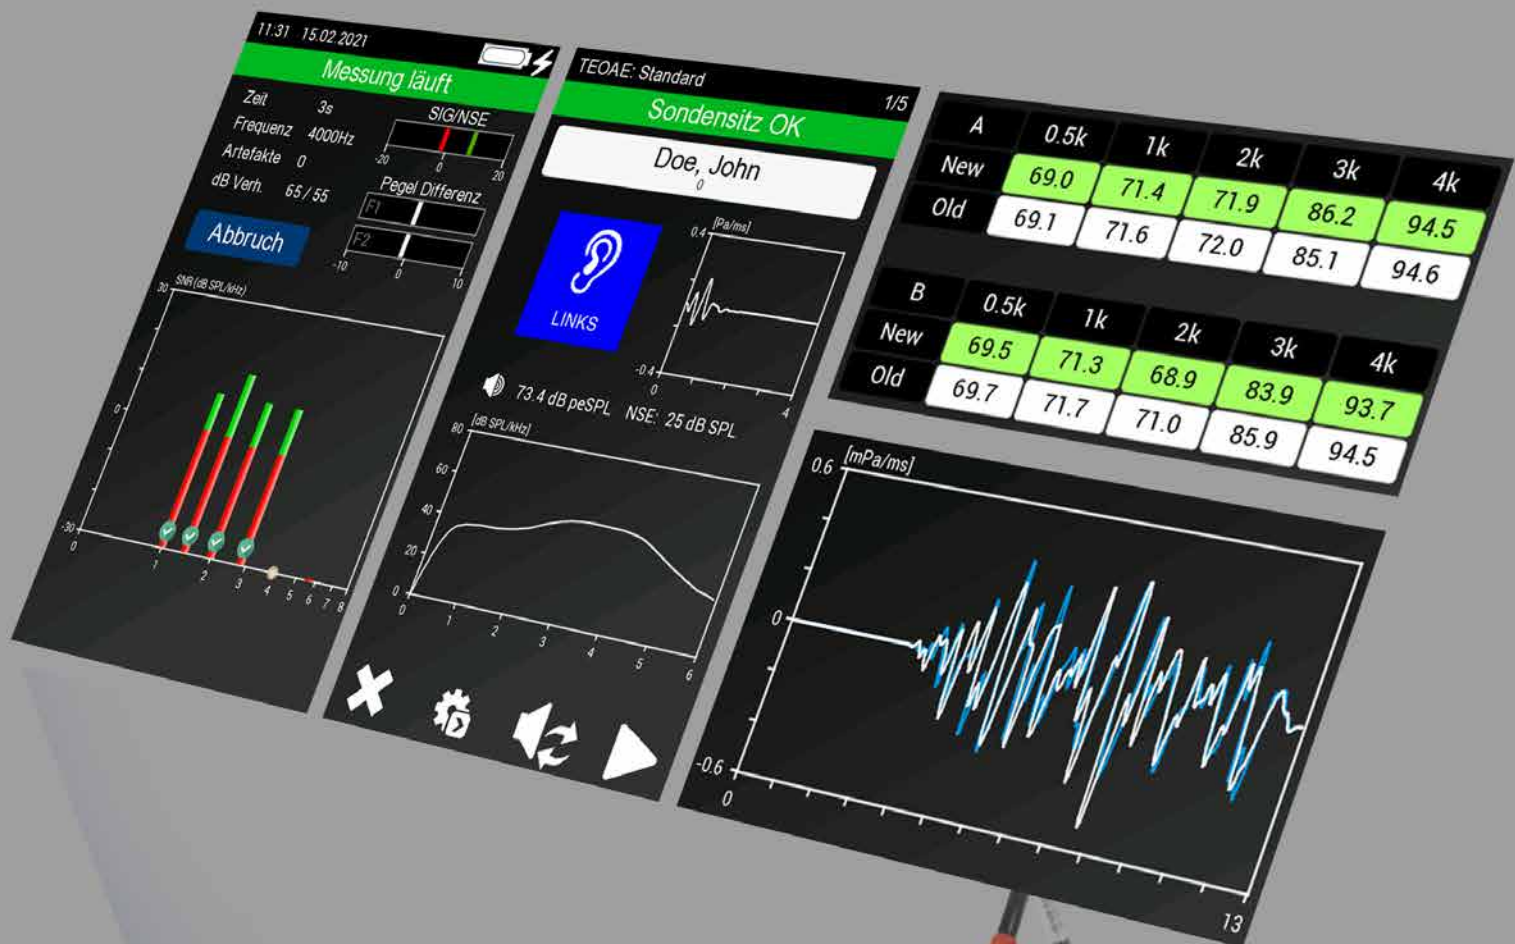 11:31 15.02.2021
Messung läuft
Zeit 3s
Frequenz 4000Hz
Artefakte 0
dB Verh. 65 / 55
SIG/NSE
-20 0 20
Pegel Differenz
F1
F2
-10 0 10
Abbruch
SNR (dB SPL/kHz)
30
0
-30
0 1 2 3 4 5 6 7 8
TEOAE: Standard 1/5
Sondensitz OK
Doe, John
0
LINKS
[Pa/ms]
0.4
-0.4
0 4
73.4 dB peSPL NSE: 25 dB SPL
[dB SPL/kHz]
80
60
40
20
0
0 1 2 3 4 5 6
A 0.5k 1k 2k 3k 4k
New 69.0 71.4 71.9 86.2 94.5
Old 69.1 71.6 72.0 85.1 94.6
B 0.5k 1k 2k 3k 4k
New 69.5 71.3 68.9 83.9 93.7
Old 69.7 71.7 71.0 85.9 94.5
[mPa/ms]
0.6
0
-0.6
0 13